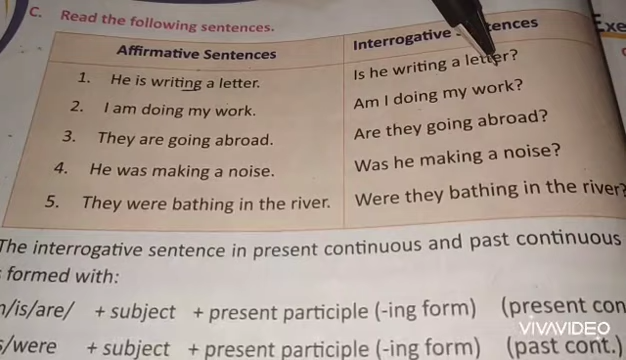 C. Read the following sentences.
Affirmative Sentences Interrogative
1. He is writing a letter. Is he writing a letter?
2. I am doing my work. Am I doing my work?
3. They are going abroad. Are they going abroad?
4. He was making a noise. Was he making a noise?
5. They were bathing in the river. Were they bathing in the river?
The interrogative sentence in present continuous and past continuous
formed with:
/is/are/ + subject + present participle (-ing form) (present con
/were + subject + present participle (-ing form) (past cont.)
VIVAVIDEO